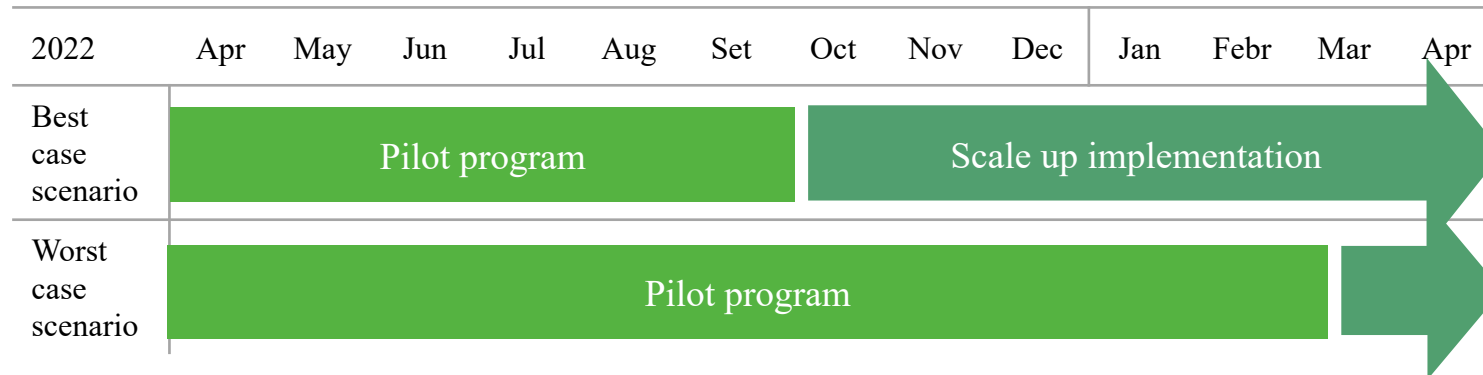 2022 Apr May Jun Jul Aug Set Oct Nov Dec Jan Febr Mar Apr
Best
case
scenario
Pilot program
Scale up implementation
Worst
case
scenario
Pilot program